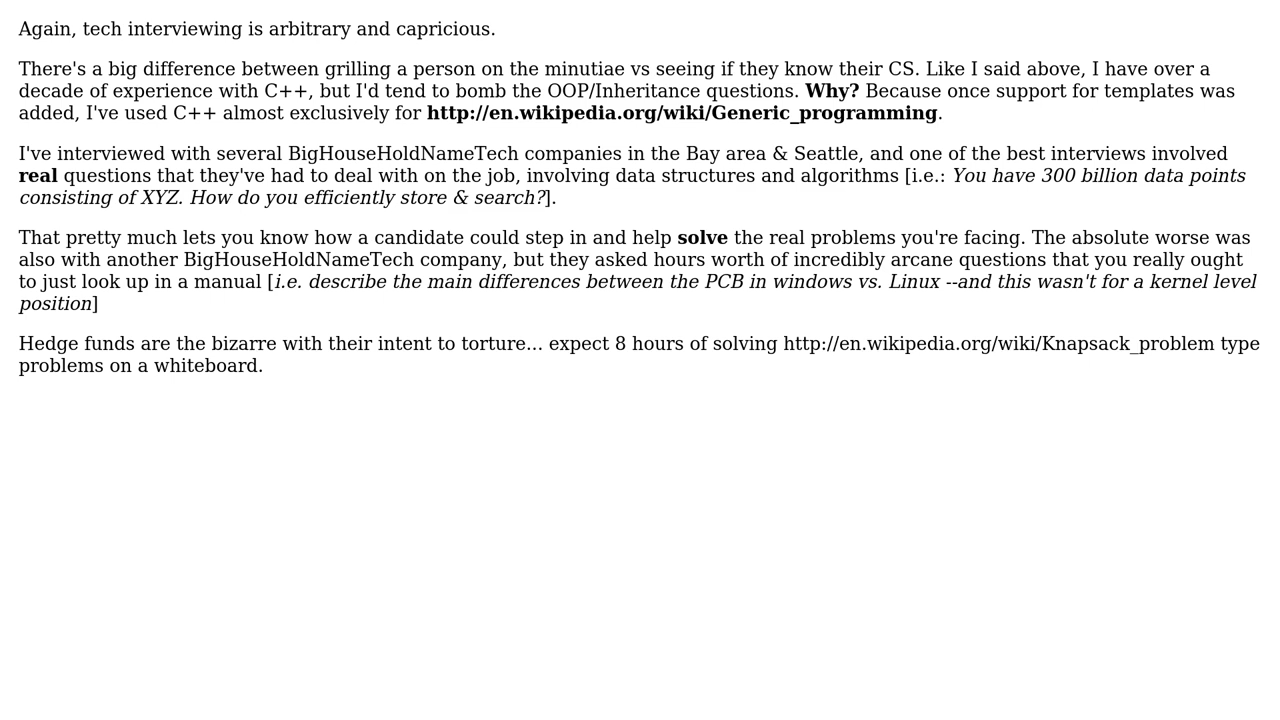 Again, tech interviewing is arbitrary and capricious.
There's a big difference between grilling a person on the minutiae vs seeing if they know their CS. Like I said above, I have over a
decade of experience with C++, but I'd tend to bomb the OOP/Inheritance questions. Why? Because once support for templates was
added, I've used C++ almost exclusively for http://en.wikipedia.org/wiki/Generic_programming.
I've interviewed with several BigHouseHoldNameTech companies in the Bay area & Seattle, and one of the best interviews involved
real questions that they've had to deal with on the job, involving data structures and algorithms [i.e.: You have 300 billion data points
consisting of XYZ. How do you efficiently store & search?].
That pretty much lets you know how a candidate could step in and help solve the real problems you're facing. The absolute worse was
also with another BigHouseHoldNameTech company, but they asked hours worth of incredibly arcane questions that you really ought
to just look up in a manual [i.e. describe the main differences between the PCB in windows vs. Linux --and this wasn't for a kernel level
position]
Hedge funds are the bizarre with their intent to torture... expect 8 hours of solving http://en.wikipedia.org/wiki/Knapsack_problem type
problems on a whiteboard.